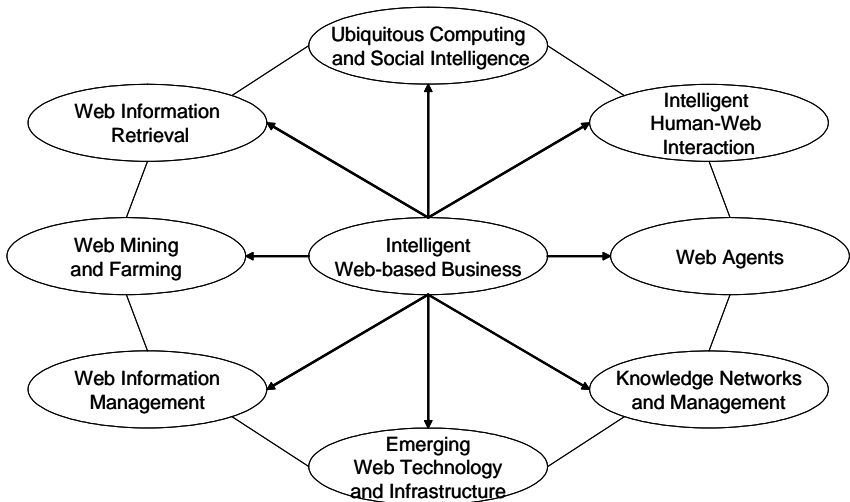 Ubiquitous Computing
and Social Intelligence
Web Information
Retrieval
Intelligent
Human-Web
Interaction
Web Mining
and Farming
Intelligent
Web-based Business
Web Agents
Web Information
Management
Knowledge Networks
and Management
Emerging
Web Technology
and Infrastructure